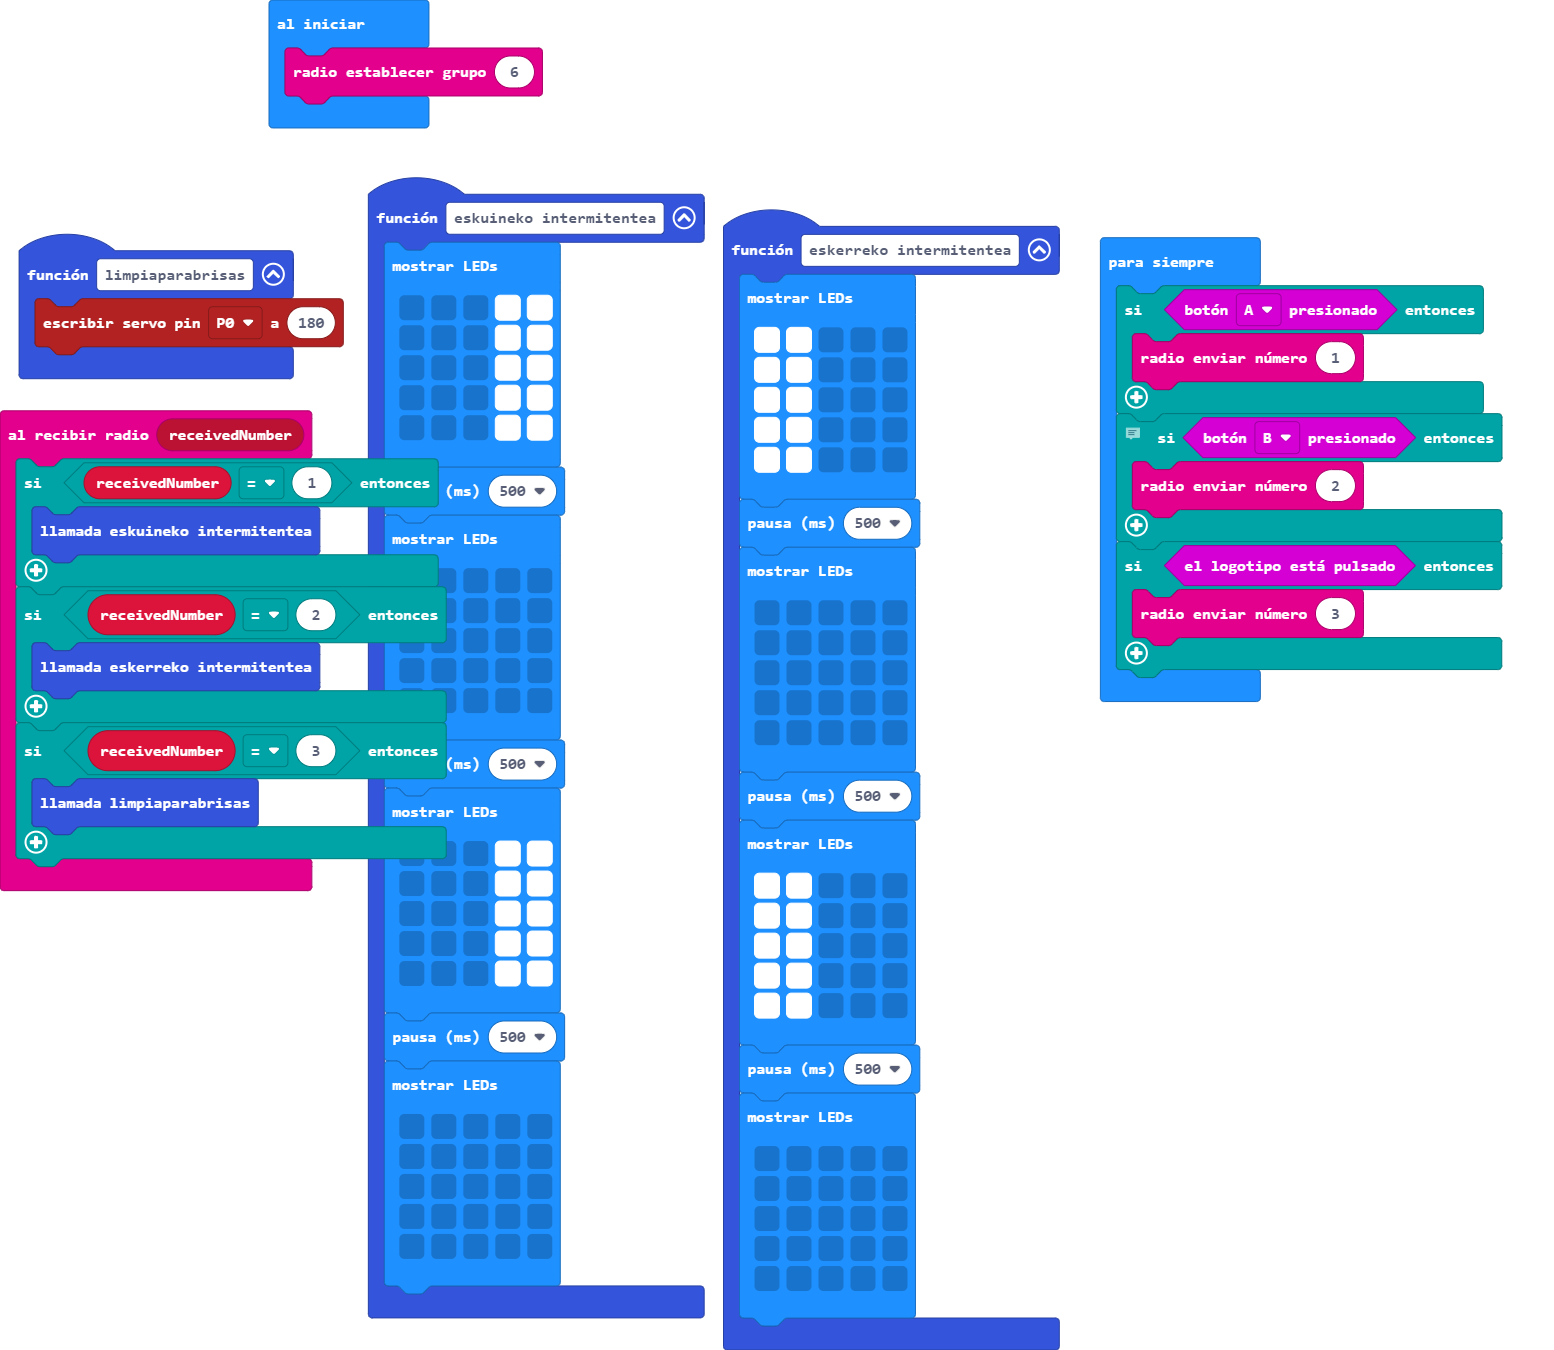 al iniciar
radio establecer grupo 6
función limpiaparabrisas
escribir servo pin P0 a 180
al recibir radio receivedNumber
si receivedNumber = 1 entonces
llamada eskuineko intermitentea
si receivedNumber = 2 entonces
llamada eskerreko intermitentea
si receivedNumber = 3 entonces
llamada limpiaparabrisas
función eskuineko intermitentea
mostrar LEDs
(ms) 500
mostrar LEDs
(ms) 500
mostrar LEDs
pausa (ms) 500
mostrar LEDs
función eskerreko intermitentea
mostrar LEDs
pausa (ms) 500
mostrar LEDs
pausa (ms) 500
mostrar LEDs
pausa (ms) 500
mostrar LEDs
para siempre
si botón A presionado entonces
radio enviar número 1
si botón B presionado entonces
radio enviar número 2
si el logotipo está pulsado entonces
radio enviar número 3